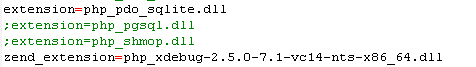 extension=php_pdo_sqlite.dll
;extension=php_pgsql.dll
;extension=php_shmop.dll
zend_extension=php_xdebug-2.5.0-7.1-vc14-nts-x86_64.dll